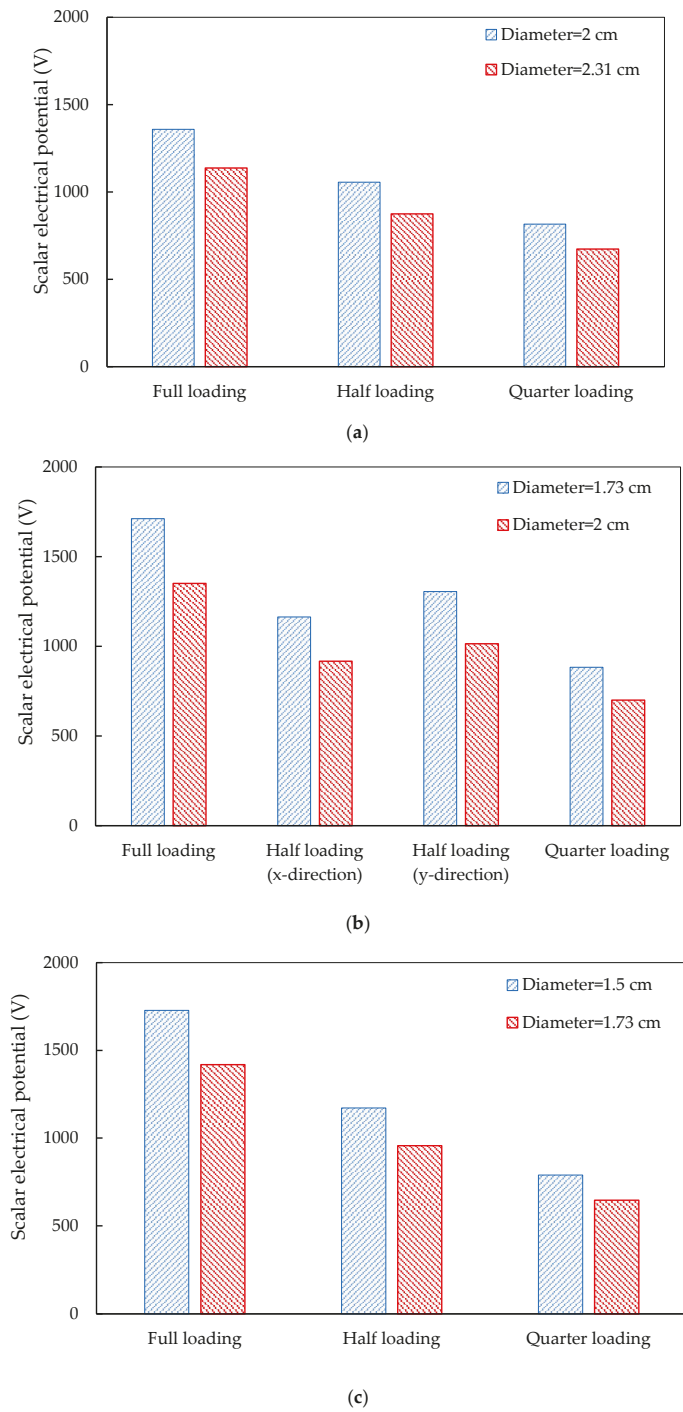 2000
1500
1000
500
0
Scalar electrical potential (V)
Diameter=2 cm
Diameter=2.31 cm
Full loading
Half loading
Quarter loading
(a)
2000
1500
1000
500
0
Scalar electrical potential (V)
Diameter=1.73 cm
Diameter=2 cm
Full loading
Half loading
(x-direction)
Half loading
(y-direction)
Quarter loading
(b)
2000
1500
1000
500
0
Scalar electrical potential (V)
Diameter=1.5 cm
Diameter=1.73 cm
Full loading
Half loading
Quarter loading
(c)